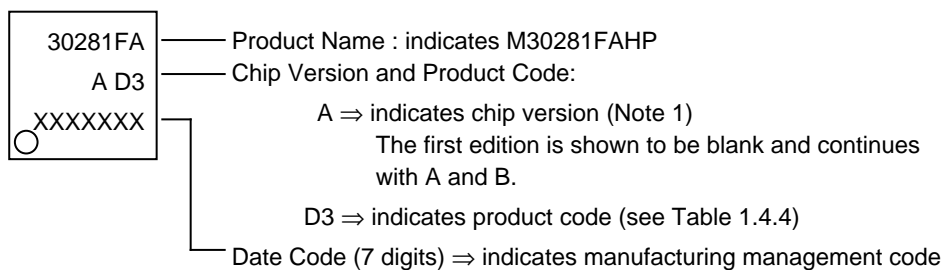 30281FA Product Name : indicates M30281FAHP
A D3 Chip Version and Product Code:
A ⇒ indicates chip version (Note 1)
The first edition is shown to be blank and continues
with A and B.
D3 ⇒ indicates product code (see Table 1.4.4)
XXXXXXX
Date Code (7 digits) ⇒ indicates manufacturing management code